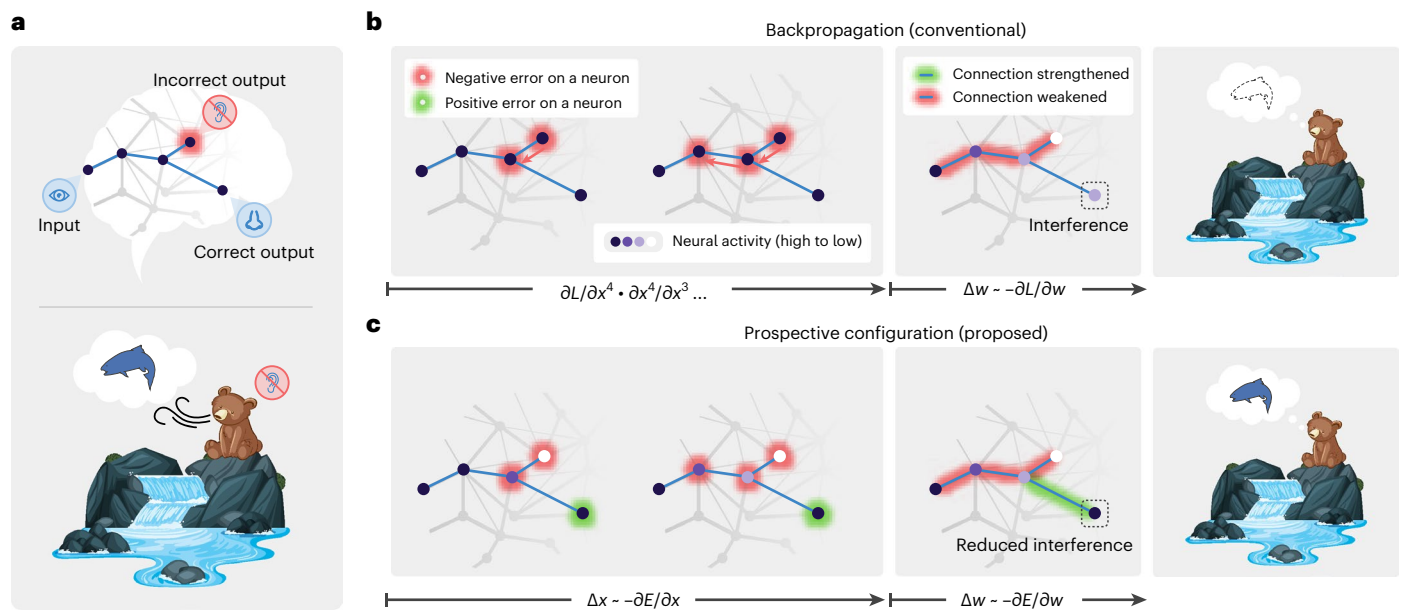 a
Incorrect output
Input
Correct output
b
Backpropagation (conventional)
Negative error on a neuron
Positive error on a neuron
Neural activity (high to low)
Connection strengthened
Connection weakened
Interference
∂L/∂x⁴ • ∂x⁴/∂x³ ...
Δw ~ –∂L/∂w
c
Prospective configuration (proposed)
Reduced interference
Δx ~ –∂E/∂x
Δw ~ –∂E/∂w